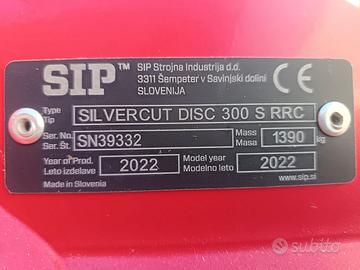 SIP™
SIP Strojna Industrija d.d.
3311 Šempeter v Savinjski dolini
SLOVENIJA
CE
Type
Tip
SILVERCUT DISC 300 S RRC
Ser. No.
Ser. Št.
SN39332
Mass
Masa
1390
kg
Year of Prod.
Leto izdelave
2022
Model year
Modelno leto
2022
Made in Slovenia
www.sip.si
subito